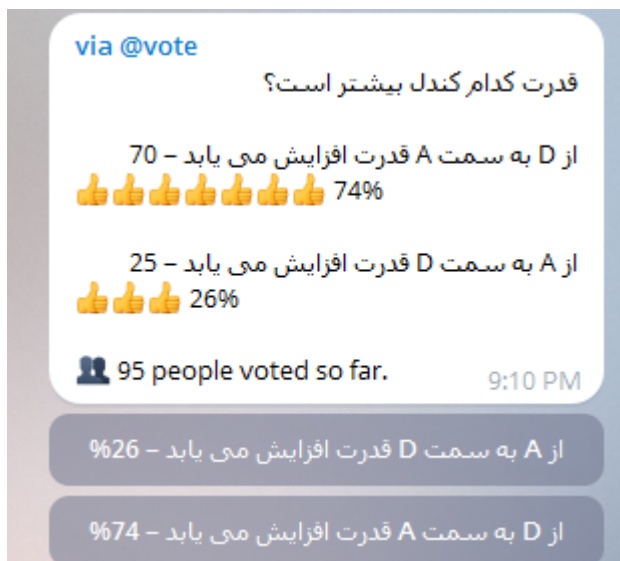 via @vote
قدرت کدام کندل بیشتر است؟
از D به سمت A قدرت افزایش می یابد – 70
👍👍👍👍👍👍👍 74%
از A به سمت D قدرت افزایش می یابد – 25
👍👍👍 26%
👥 95 people voted so far.
9:10 PM
از A به سمت D قدرت افزایش می یابد – 26%
از D به سمت A قدرت افزایش می یابد – 74%